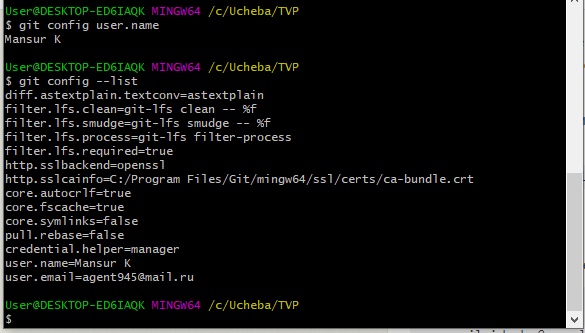 User@DESKTOP-ED6IAQK MINGW64 /c/Ucheba/TVP
$ git config user.name
Mansur K
User@DESKTOP-ED6IAQK MINGW64 /c/Ucheba/TVP
$ git config --list
diff.astextplain.textconv=astextplain
filter.lfs.clean=git-lfs clean -- %f
filter.lfs.smudge=git-lfs smudge -- %f
filter.lfs.process=git-lfs filter-process
filter.lfs.required=true
http.sslbackend=openssl
http.sslcainfo=C:/Program Files/Git/mingw64/ssl/certs/ca-bundle.crt
core.autocrlf=true
core.fscache=true
core.symlinks=false
pull.rebase=false
credential.helper=manager
user.name=Mansur K
user.email=agent945@mail.ru
User@DESKTOP-ED6IAQK MINGW64 /c/Ucheba/TVP
$